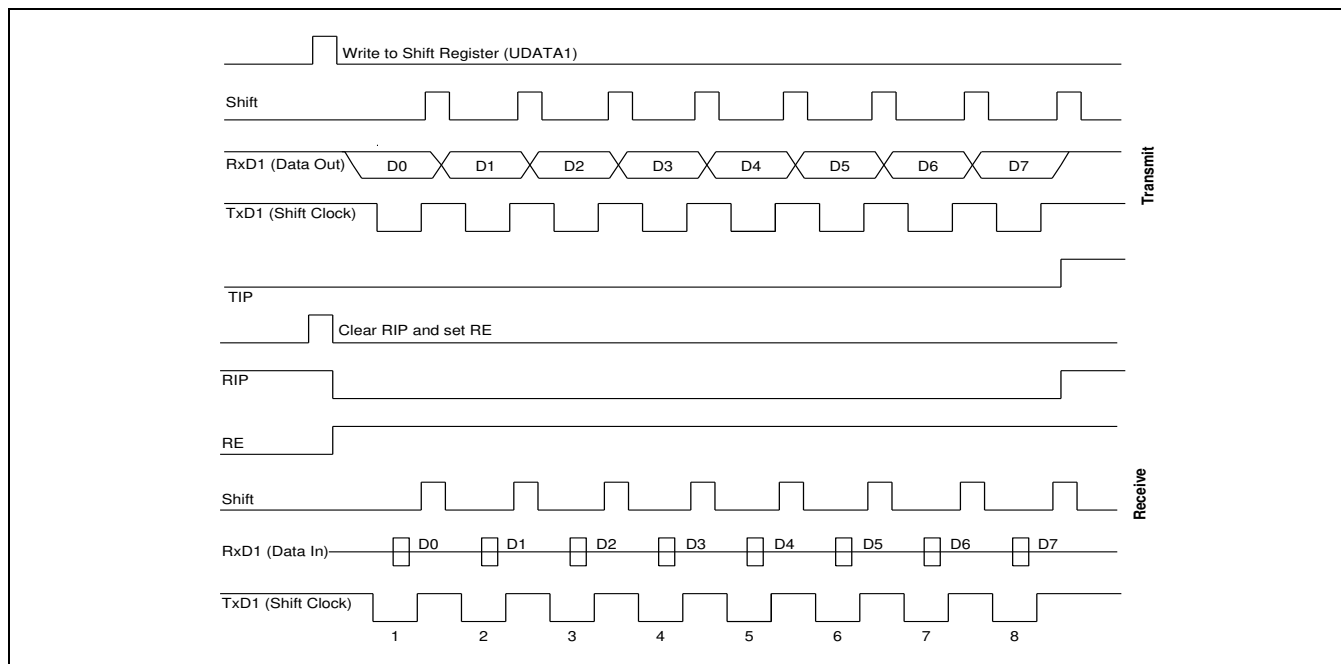 Write to Shift Register (UDATA1)
Shift
RxD1 (Data Out) D0 D1 D2 D3 D4 D5 D6 D7
TxD1 (Shift Clock)
TIP
Transmit
Clear RIP and set RE
RIP
RE
Shift
RxD1 (Data In) D0 D1 D2 D3 D4 D5 D6 D7
TxD1 (Shift Clock)
1 2 3 4 5 6 7 8
Receive